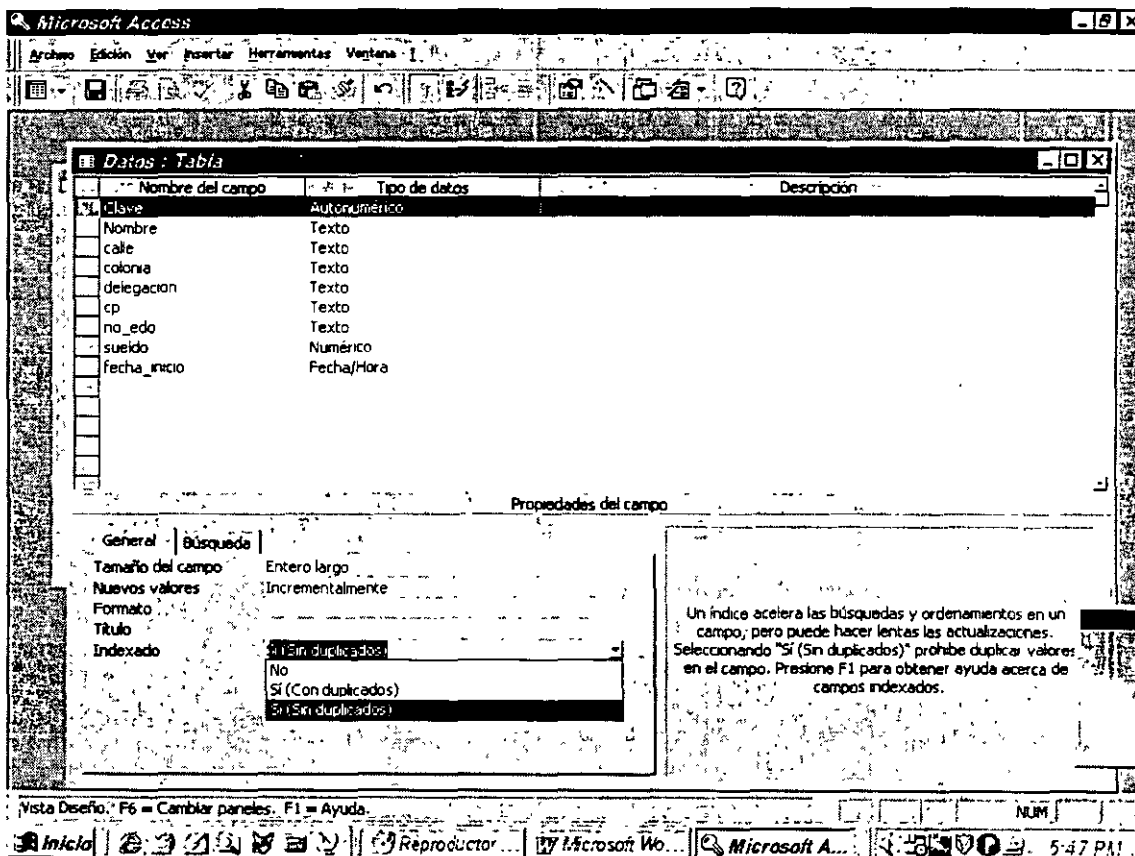 Microsoft Access
Archivo Edición Ver Insertar Herramientas Ventana ?
Datos : Tabla
Nombre del campo Tipo de datos Descripción
Clave Autonumérico
Nombre Texto
calle Texto
colonia Texto
delegacion Texto
cp Texto
no_edo Texto
sueldo Numérico
fecha_inicio Fecha/Hora
Propiedades del campo
General Búsqueda
Tamaño del campo Entero largo
Nuevos valores Incrementalmente
Formato
Título
Indexado Sí (Sin duplicados)
No
Sí (Con duplicados)
Sí (Sin duplicados)
Un índice acelera las búsquedas y ordenamientos en un
campo, pero puede hacer lentas las actualizaciones.
Seleccionando "Sí (Sin duplicados)" prohibe duplicar valores
en el campo. Presione F1 para obtener ayuda acerca de
campos indexados.
Vista Diseño. F6 = Cambiar paneles. F1 = Ayuda. NUM
Inicio Reproductor... Microsoft Wo... Microsoft A... 5:47 PM